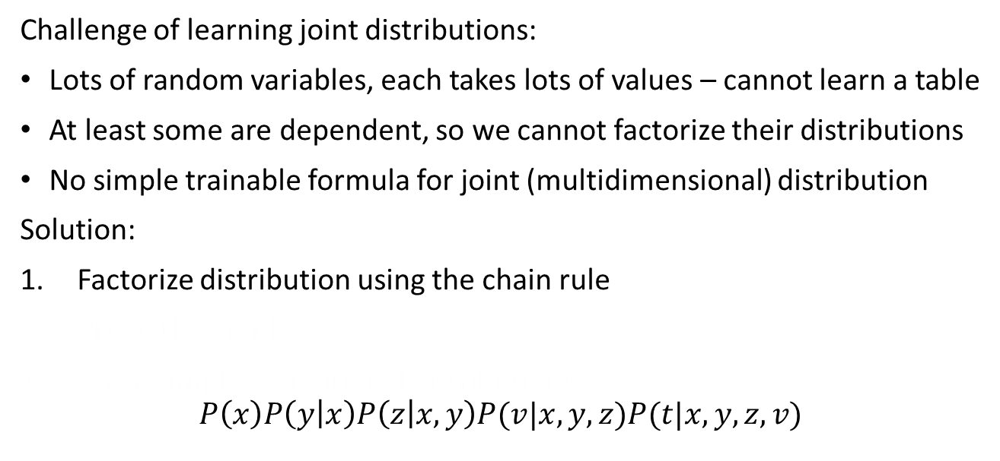 Challenge of learning joint distributions:
• Lots of random variables, each takes lots of values – cannot learn a table
• At least some are dependent, so we cannot factorize their distributions
• No simple trainable formula for joint (multidimensional) distribution
Solution:
1. Factorize distribution using the chain rule
P(x)P(y|x)P(z|x, y)P(v|x, y, z)P(t|x, y, z, v)